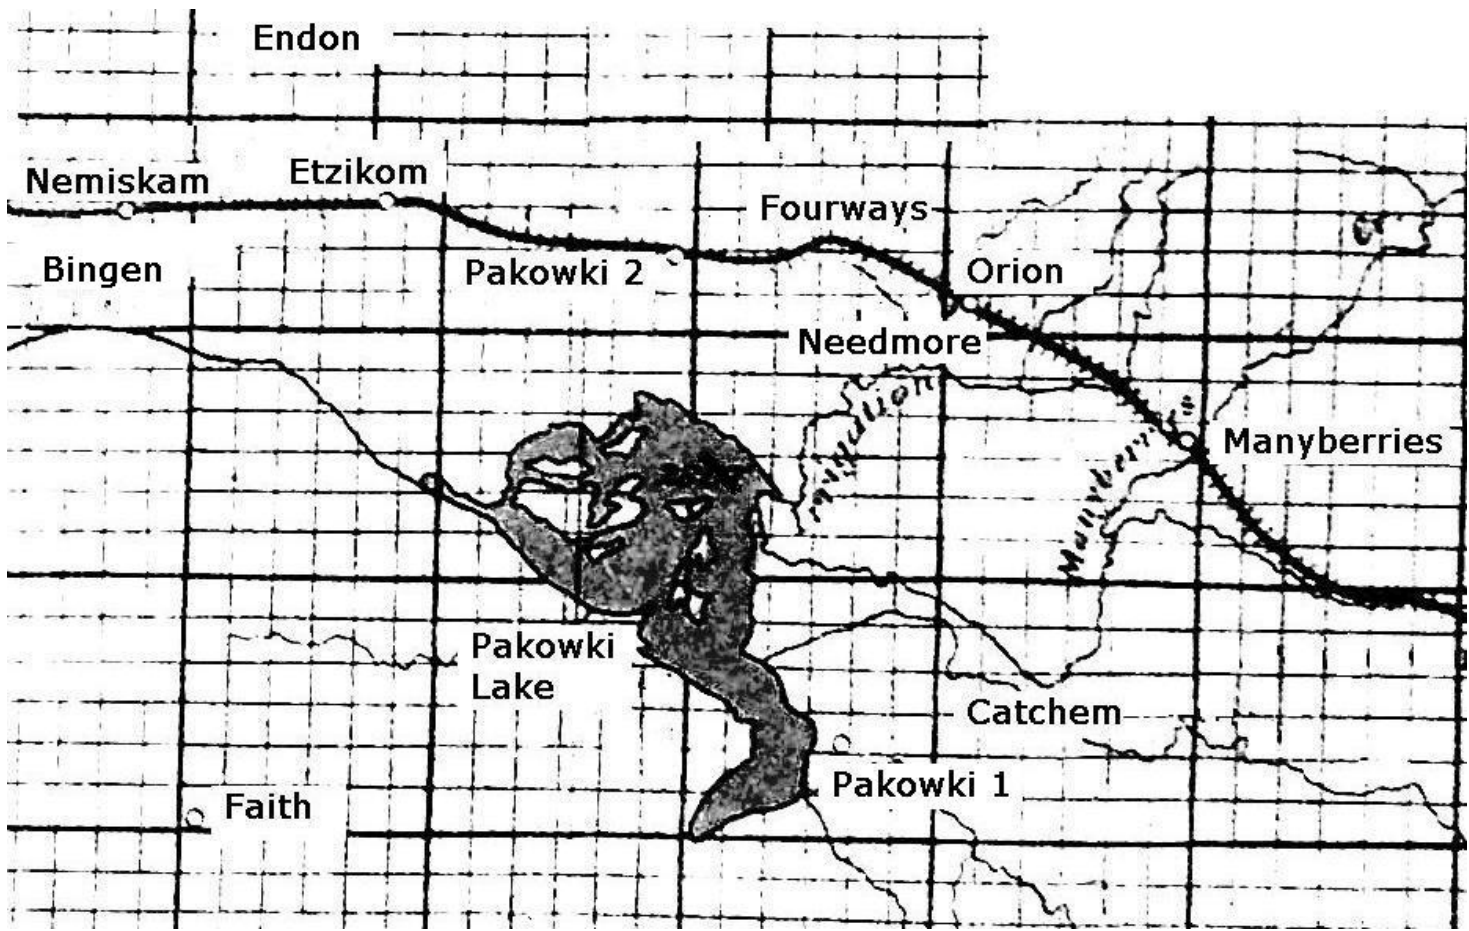 Endon
Etzikom
Nemiskam
Fourways
Bingen
Pakowki 2
Orion
Needmore
Manyberries
Pakowki
Lake
Catchem
Pakowki 1
Faith